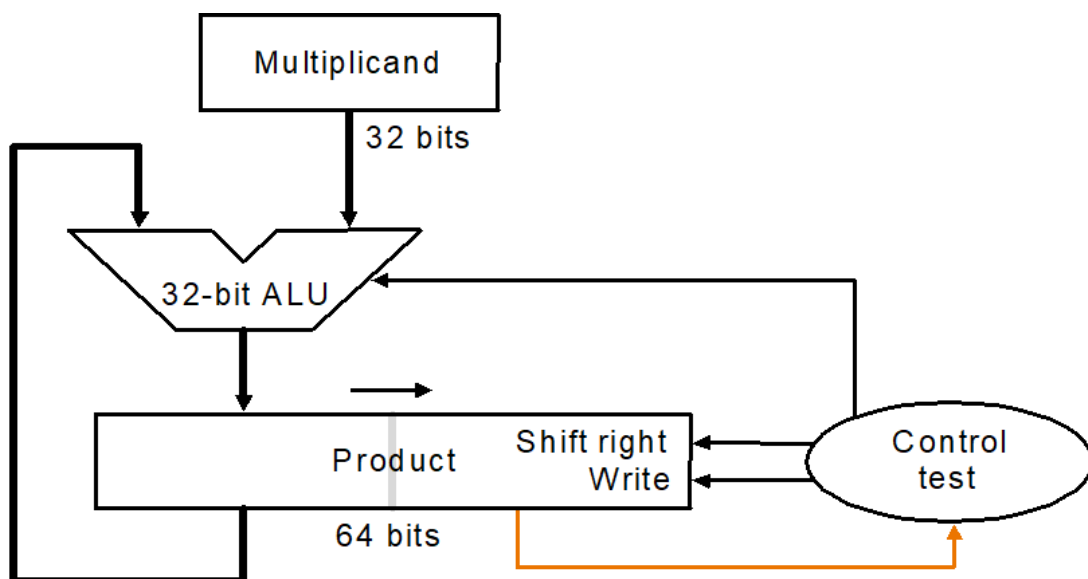 Multiplicand
32 bits
32-bit ALU
Product
Shift right
Write
64 bits
Control
test